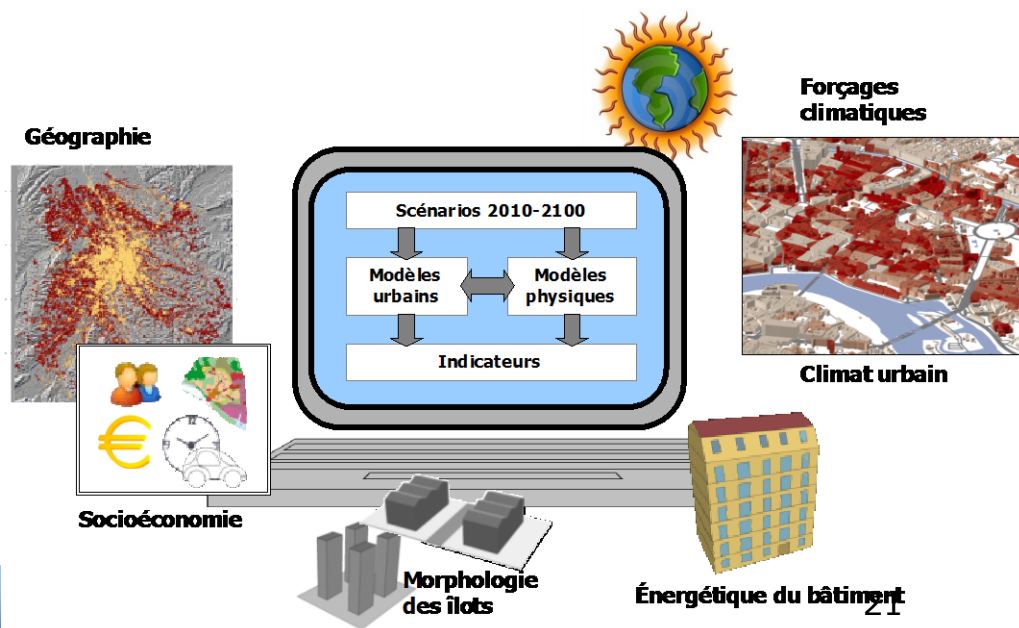 Forçages
climatiques
Géographie
Scénarios 2010-2100
Modèles
urbains
Modèles
physiques
Indicateurs
Climat urbain
Socioéconomie
Morphologie
des îlots
Énergétique du bâtiment
21